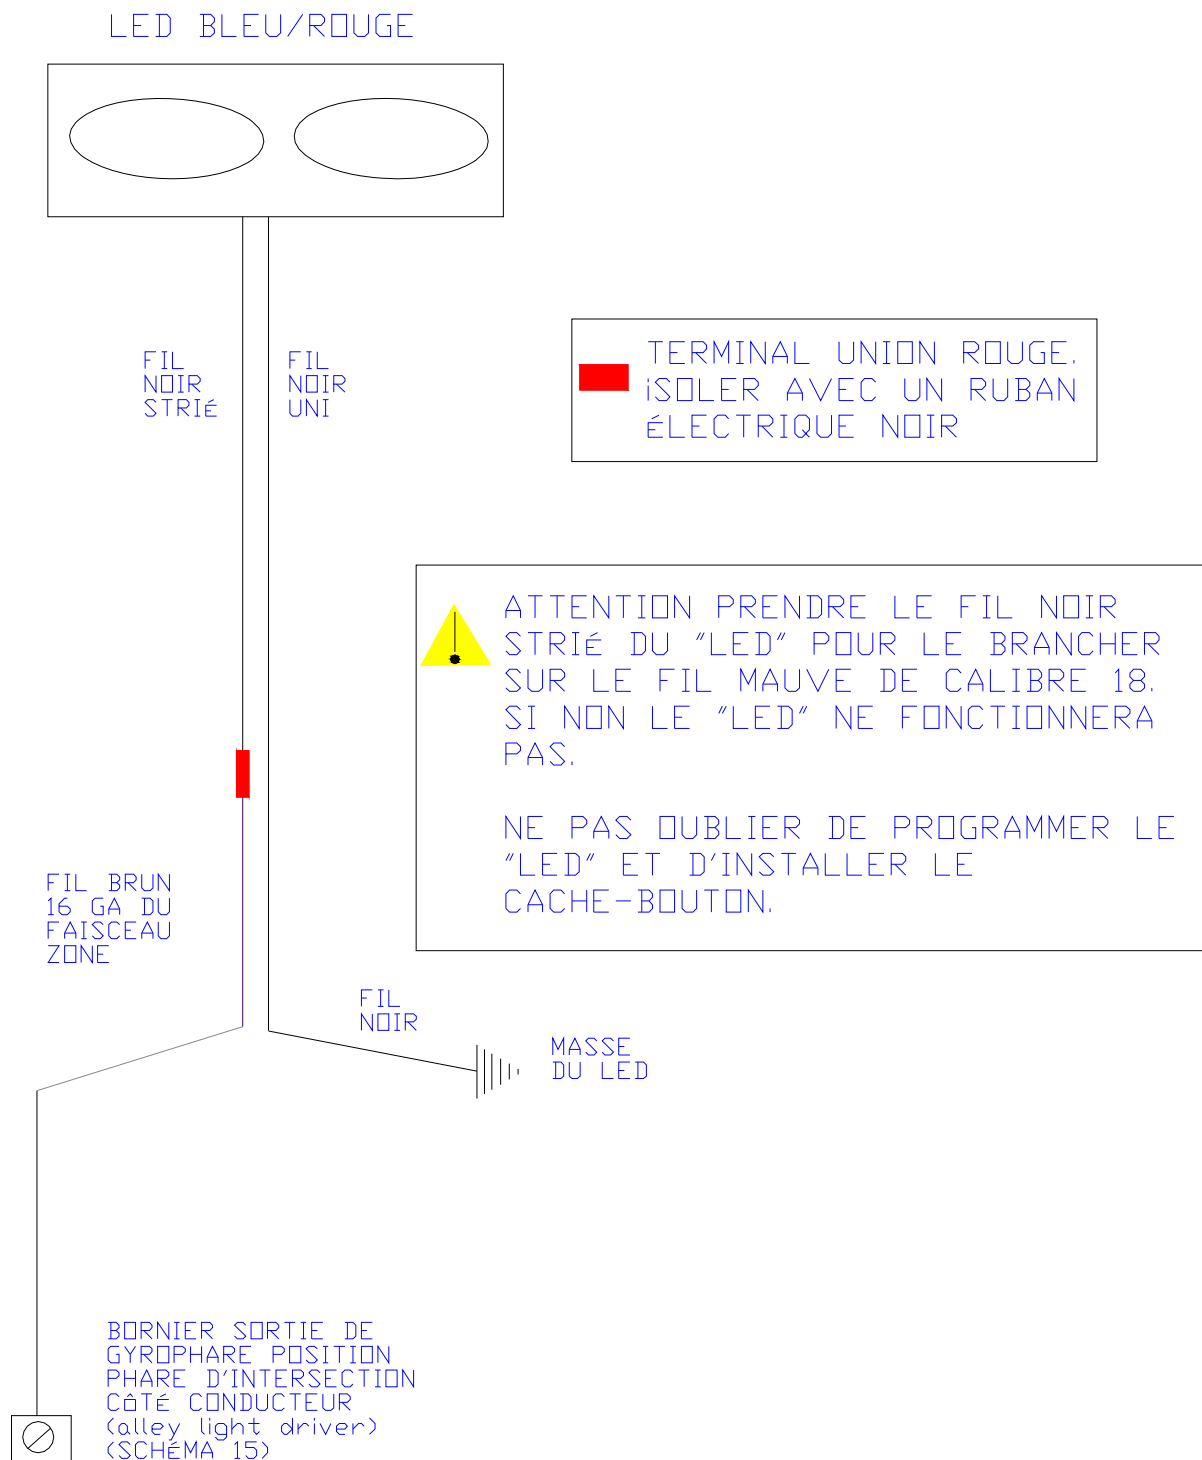 LED BLEU/ROUGE
FIL
NOIR
STRIÉ
FIL
NOIR
UNI
TERMINAL UNION ROUGE.
iSOLER AVEC UN RUBAN
ÉLECTRIQUE NOIR
ATTENTION PRENDRE LE FIL NOIR
STRIÉ DU "LED" POUR LE BRANCHER
SUR LE FIL MAUVE DE CALIBRE 18.
SI NON LE "LED" NE FONCTIONNERA
PAS.
NE PAS OUBLIER DE PROGRAMMER LE
"LED" ET D'INSTALLER LE
CACHE-BOUTON.
FIL BRUN
16 GA DU
FAISCEAU
ZONE
FIL
NOIR
MASSE
DU LED
BORNIER SORTIE DE
GYROPHARE POSITION
PHARE D'INTERSECTION
CÔTÉ CONDUCTEUR
(alley light driver)
(SCHÉMA 15)